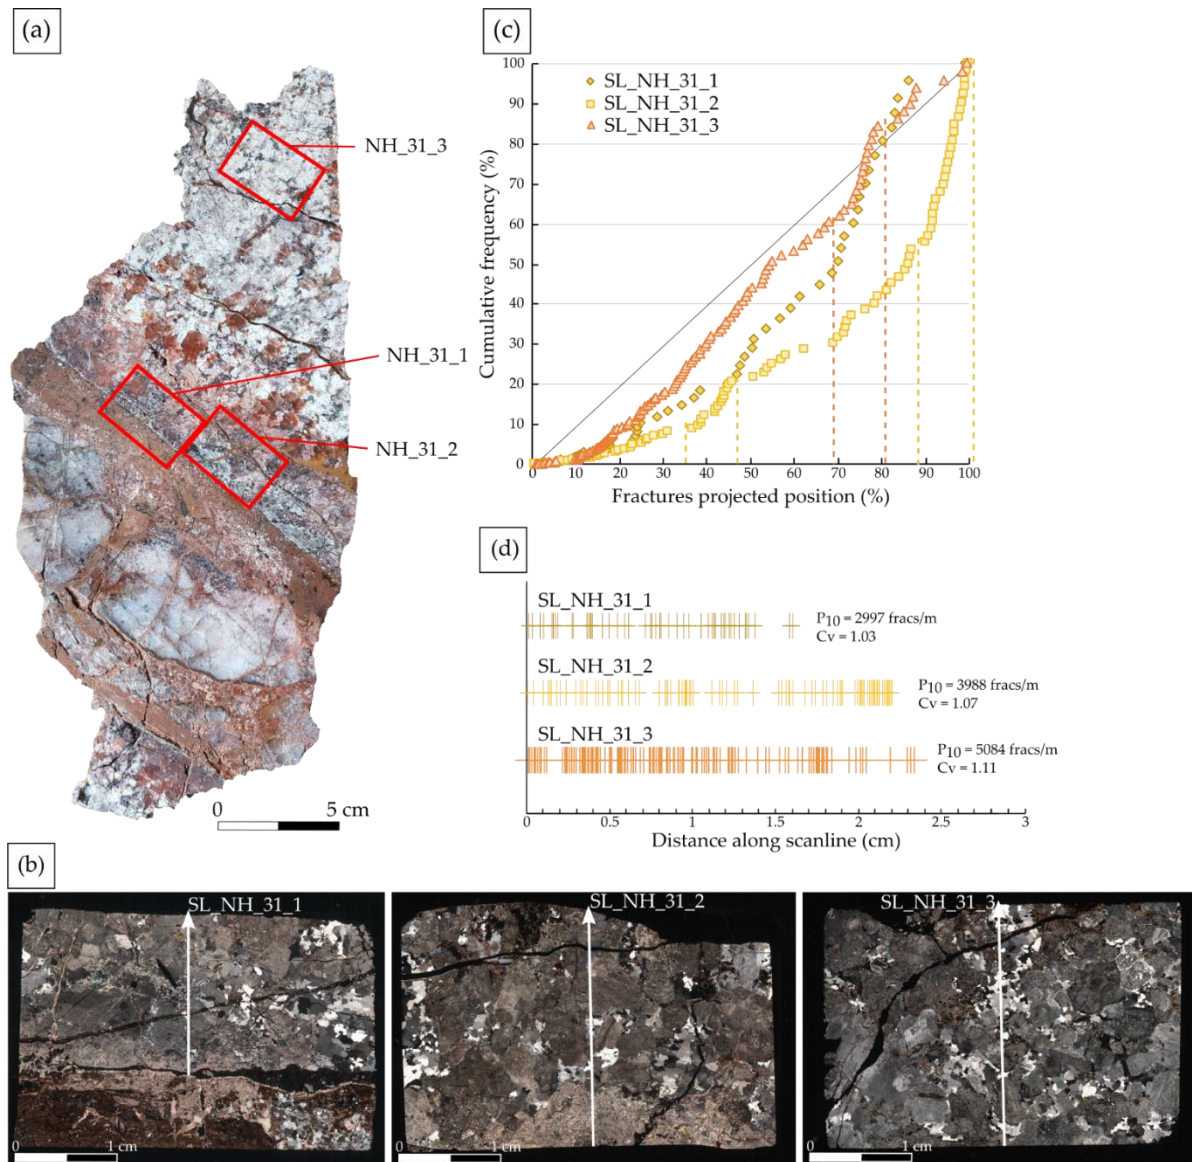 (a)
NH_31_3
NH_31_1
NH_31_2
0 5 cm
(c)
SL_NH_31_1
SL_NH_31_2
SL_NH_31_3
Cumulative frequency (%)
100
90
80
70
60
50
40
30
20
10
0
0 10 20 30 40 50 60 70 80 90 100
Fractures projected position (%)
(d)
SL_NH_31_1
P10 = 2997 fracs/m
Cv = 1.03
SL_NH_31_2
P10 = 3988 fracs/m
Cv = 1.07
SL_NH_31_3
P10 = 5084 fracs/m
Cv = 1.11
0 0.5 1 1.5 2 2.5 3
Distance along scanline (cm)
(b)
SL_NH_31_1
0 1 cm
SL_NH_31_2
0 1 cm
SL_NH_31_3
0 1 cm